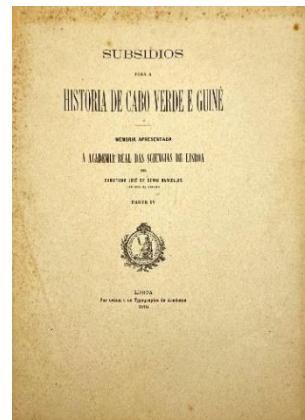 SUBSIDIOS
PARA A
HISTORIA DE CABO VERDE E GUINÉ
MEMORIA APRESENTADA
Á ACADEMIA REAL DAS SCIENCIAS DE LISBOA
POR
CHRISTIANO JOSÉ DE SENNA BARCELLOS
PARTE IV
LISBOA
Por ordem e na Typographia da Academia